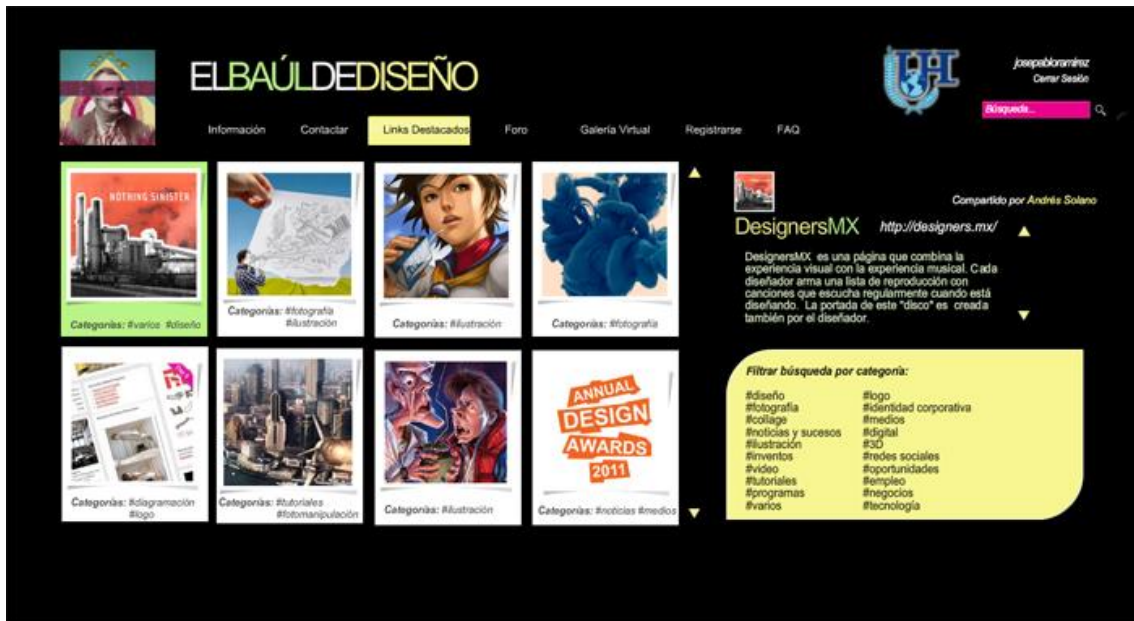 ELBAÚLDEDISEÑO
UH
josepabloramirez
Cerrar Sesión
Búsqueda...
Información
Contactar
Links Destacados
Foro
Galería Virtual
Registrarse
FAQ
NOTHING SINISTER
Categorías: #varios #diseño
Categorías: #fotografía
#ilustración
Categorías: #ilustración
Categorías: #fotografía
Categorías: #diagramación
#logo
Categorías: #tutoriales
#fotomanipulación
Categorías: #ilustración
ANNUAL
DESIGN
AWARDS
2011
Categorías: #noticias #medios
Compartido por Andrés Solano
DesignersMX http://designers.mx/
DesignersMX es una página que combina la
experiencia visual con la experiencia musical. Cada
diseñador arma una lista de reproducción con
canciones que escucha regularmente cuando está
diseñando. La portada de este "disco" es creada
también por el diseñador.
Filtrar búsqueda por categoría:
#diseño
#fotografía
#collage
#noticias y sucesos
#ilustración
#inventos
#video
#tutoriales
#programas
#varios
#logo
#identidad corporativa
#medios
#digital
#3D
#redes sociales
#oportunidades
#empleo
#negocios
#tecnología